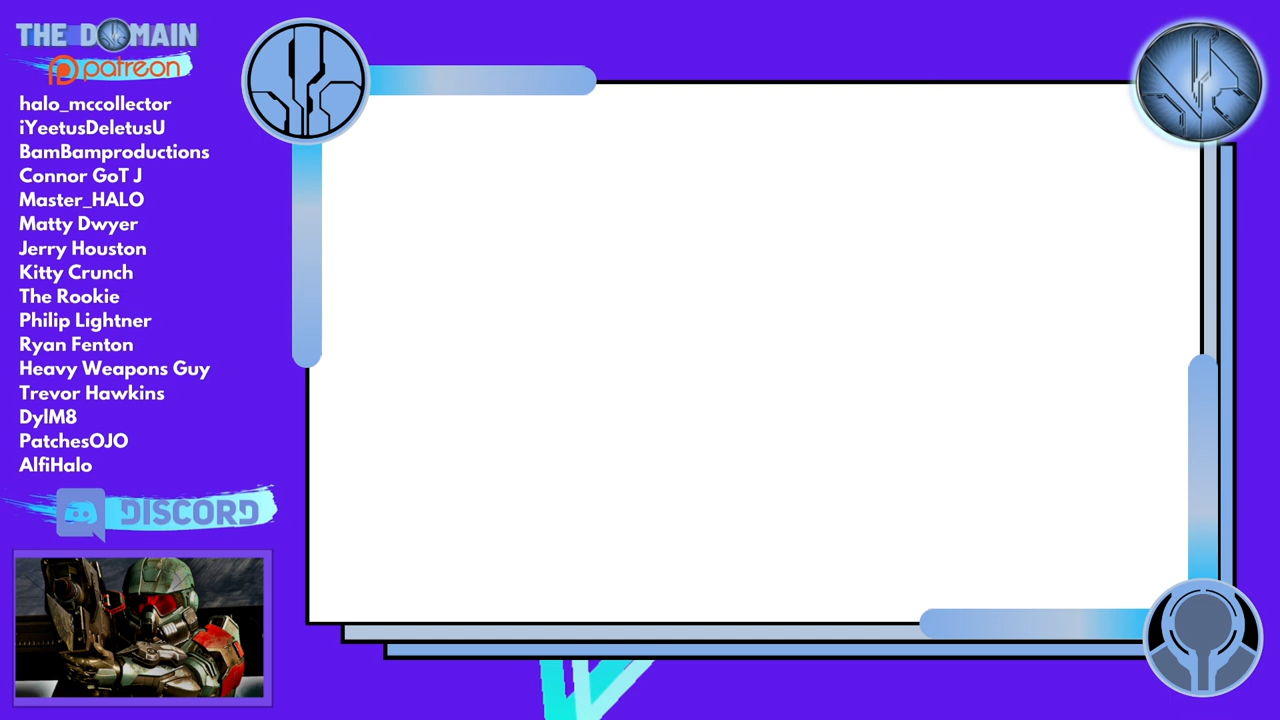 THE DOMAIN
patreon
halo_mccollector
iYeetusDeletusU
BamBamproductions
Connor GoT J
Master_HALO
Matty Dwyer
Jerry Houston
Kitty Crunch
The Rookie
Philip Lightner
Ryan Fenton
Heavy Weapons Guy
Trevor Hawkins
DylM8
PatchesOJO
AlfiHalo
DISCORD